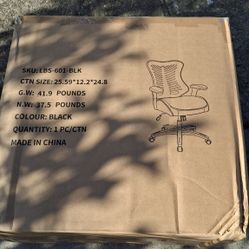 SKU:LBS-601-BLK
CTN SIZE:25.59*12.2*24.8
G.W: 41.9 POUNDS
N.W: 37.5 POUNDS
COLOUR: BLACK
QUANTITY: 1 PC/CTN
MADE IN CHINA